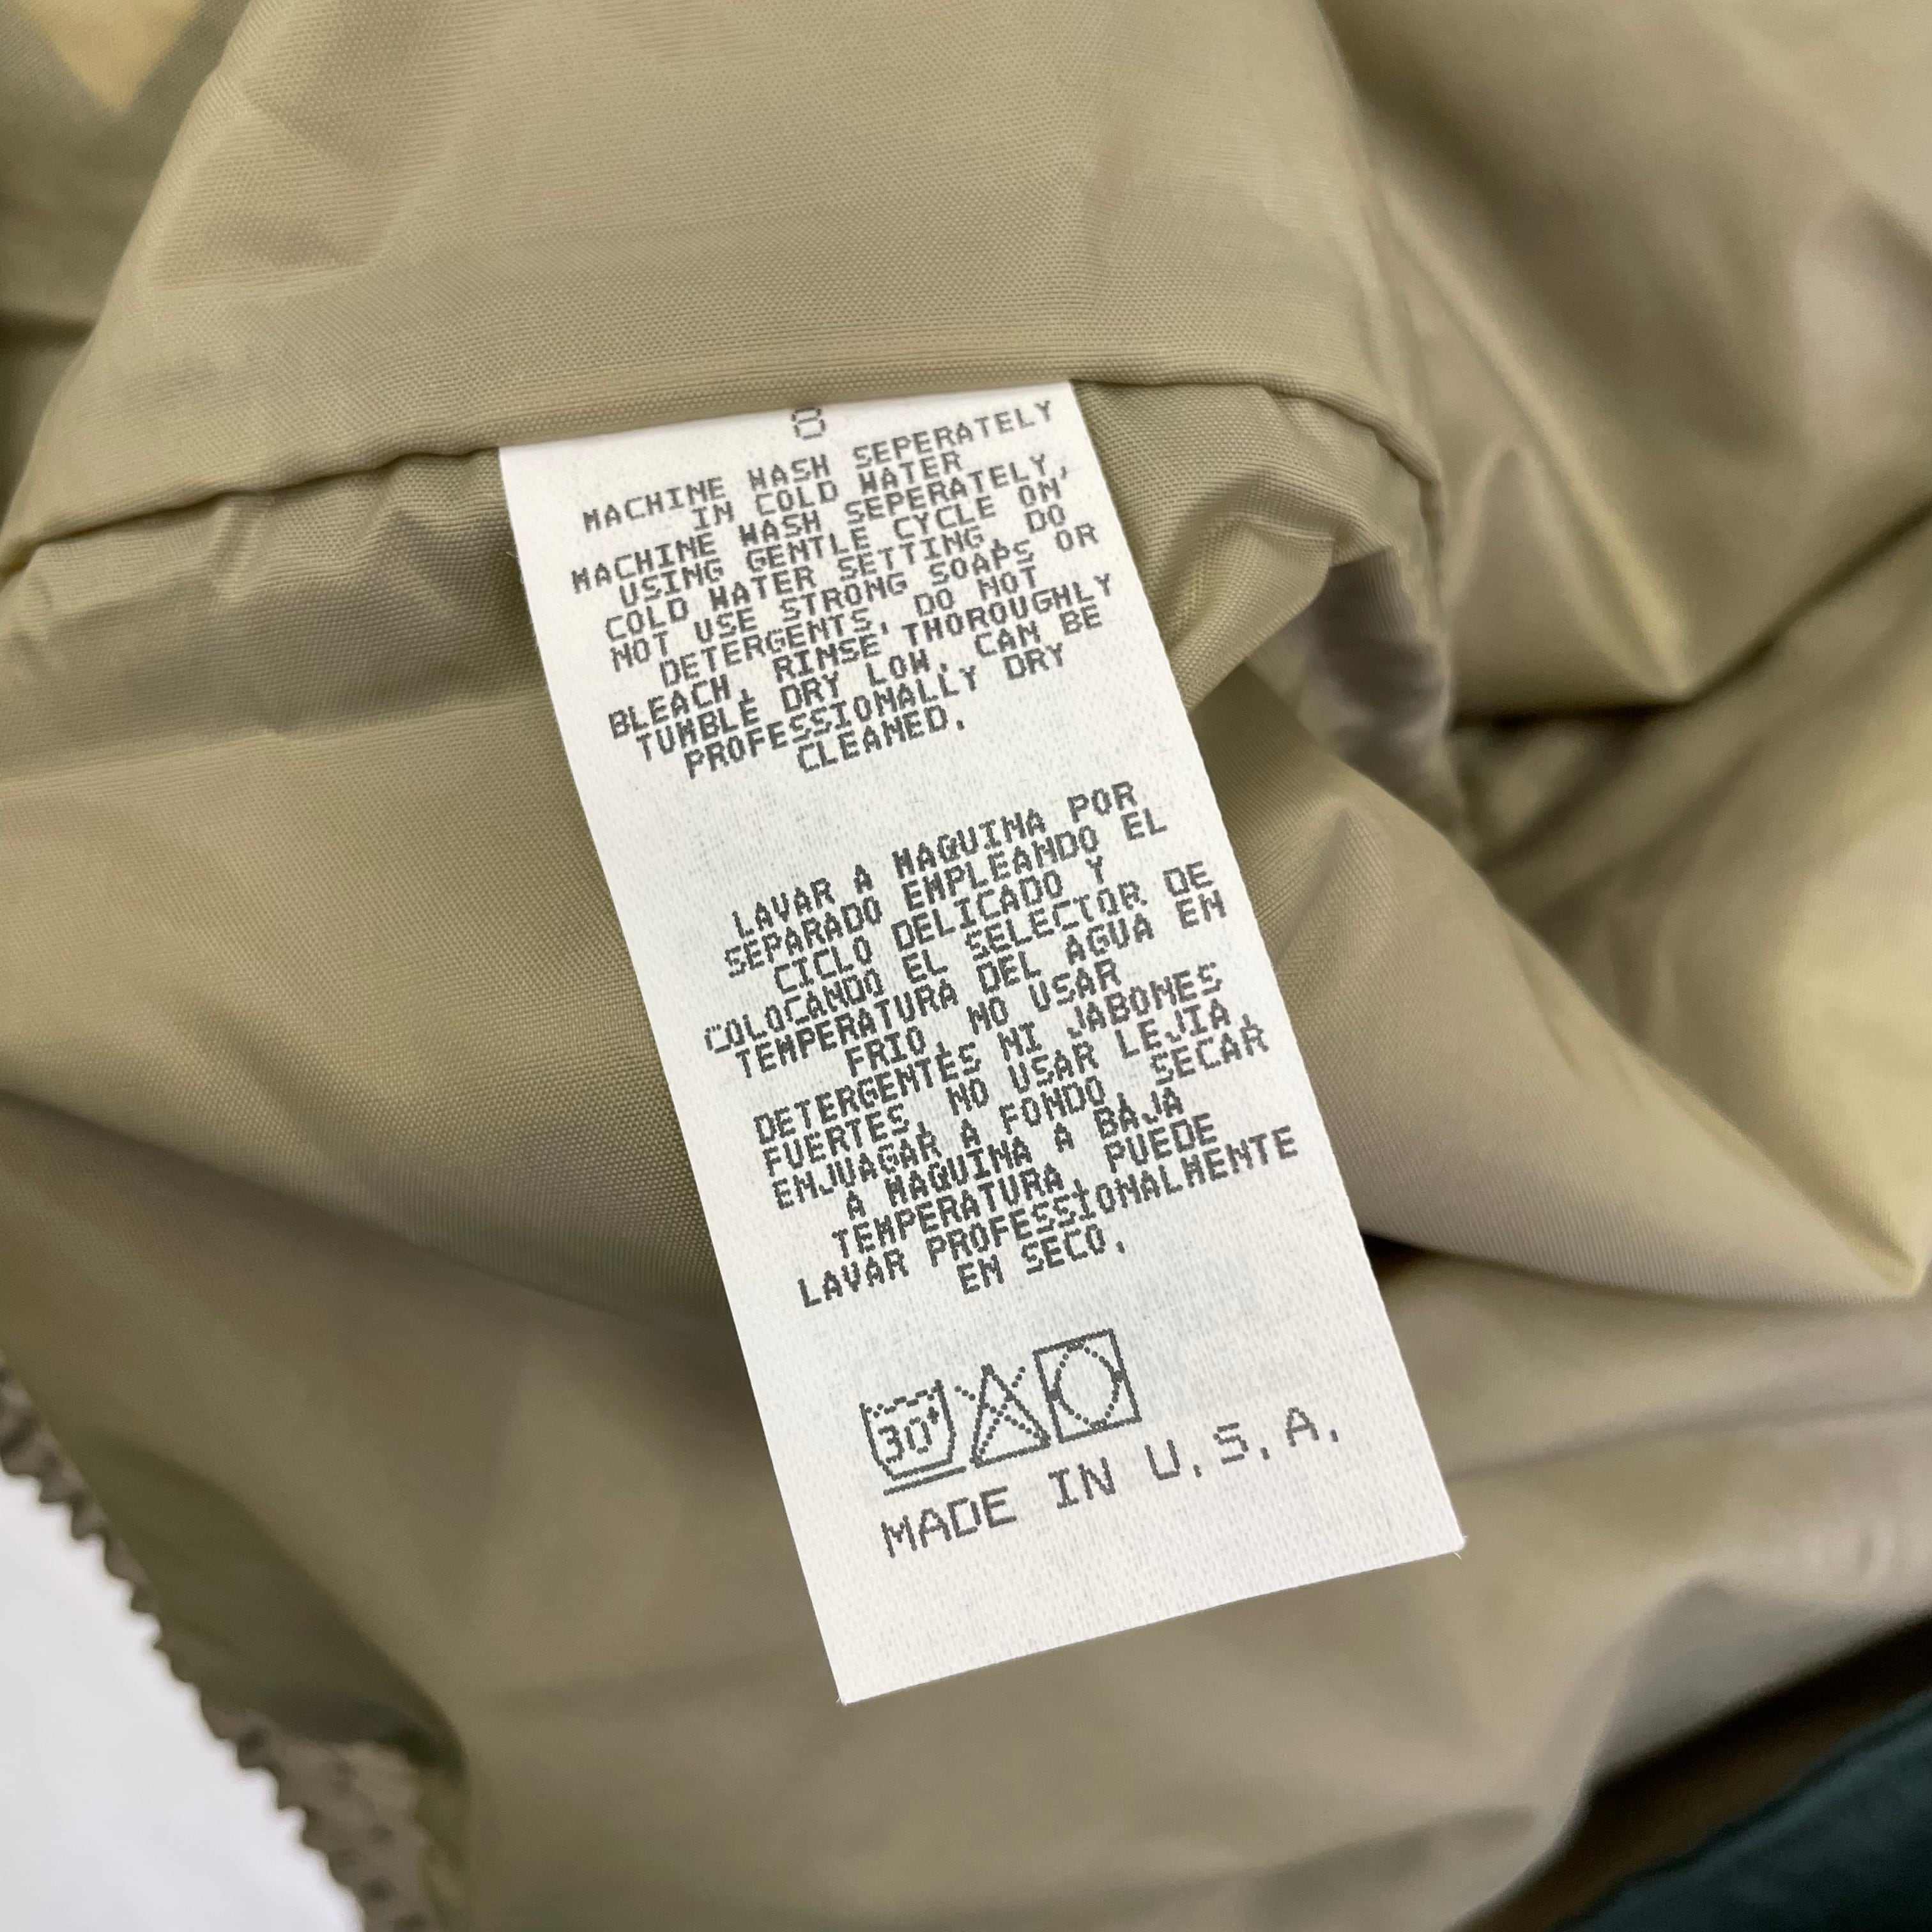 8
MACHINE WASH SEPERATELY
IN COLD WATER
MACHINE WASH SEPERATELY,
USING GENTLE CYCLE ON
COLD WATER SETTING. DO
NOT USE STRONG SOAPS OR
DETERGENTS. DO NOT
BLEACH. RINSE THOROUGHLY
TUMBLE DRY LOW. CAN BE
PROFESSIONALLY DRY
CLEANED.
LAVAR A MAQUINA POR
SEPARADO EMPLEANDO EL
CICLO DELICADO Y
COLOCANDO EL SELECTOR DE
TEMPERATURA DEL AGUA EN
FRIO. NO USAR
DETERGENTES NI JABONES
FUERTES. NO USAR LEJIA.
ENJUAGAR A FONDO. SECAR
A MAQUINA A BAJA
TEMPERATURA. PUEDE
LAVAR PROFESSIONALMENTE
EN SECO.
30°
MADE IN U.S.A.